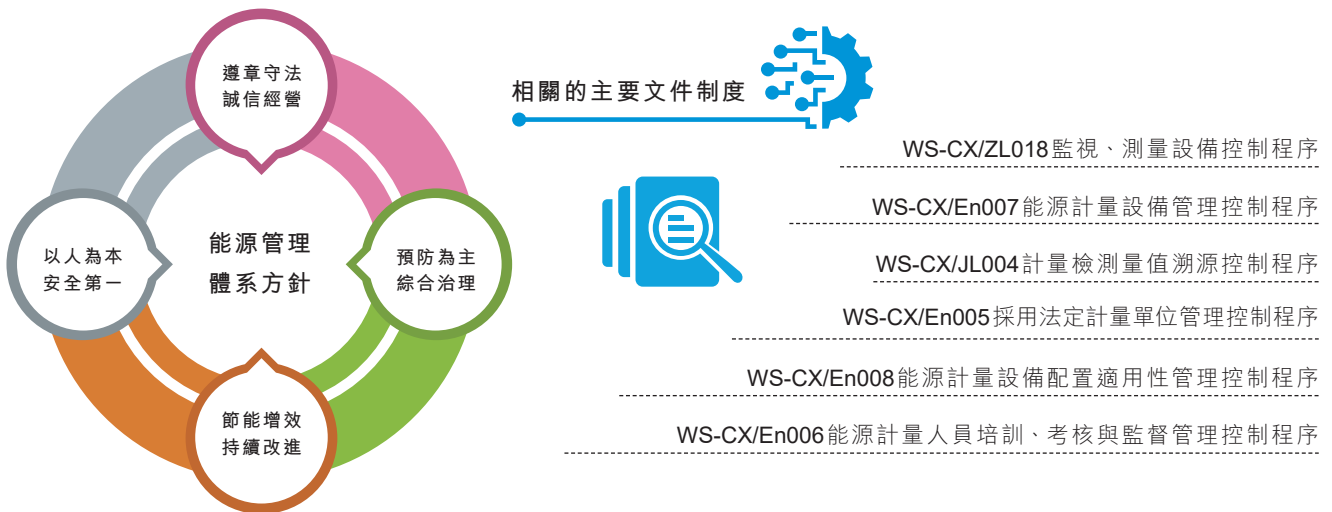 遵章守法
誠信經營
以人為本
安全第一
能源管理
體系方針
預防為主
綜合治理
節能增效
持續改進
相關的主要文件制度
WS-CX/ZL018監視、測量設備控制程序
WS-CX/En007能源計量設備管理控制程序
WS-CX/JL004計量檢測量值溯源控制程序
WS-CX/En005採用法定計量單位管理控制程序
WS-CX/En008能源計量設備配置適用性管理控制程序
WS-CX/En006能源計量人員培訓、考核與監督管理控制程序